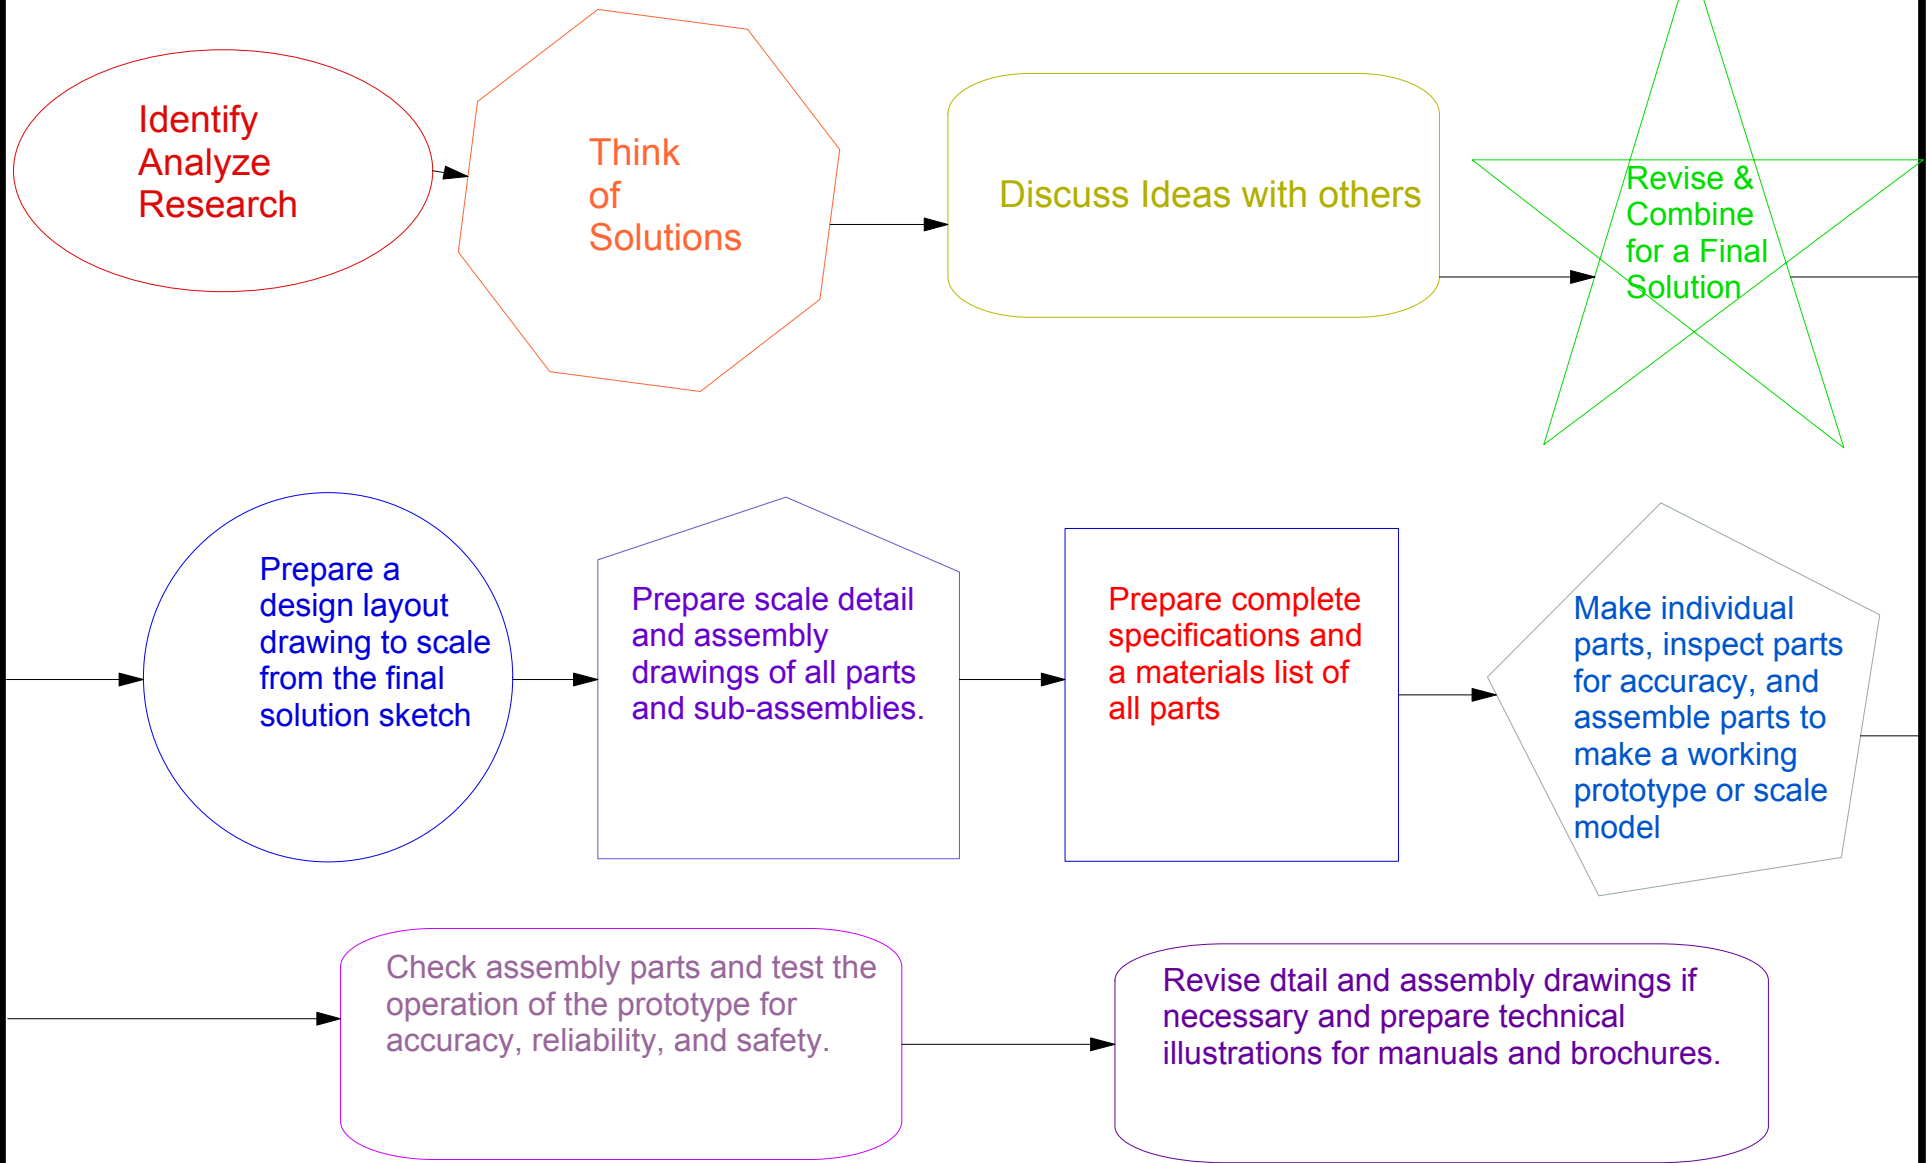 Identify
Analyze
Research
Think
of
Solutions
Discuss Ideas with others
Revise &
Combine
for a Final
Solution
Prepare a
design layout
drawing to scale
from the final
solution sketch
Prepare scale detail
and assembly
drawings of all parts
and sub-assemblies.
Prepare complete
specifications and
a materials list of
all parts
Make individual
parts, inspect parts
for accuracy, and
assemble parts to
make a working
prototype or scale
model
Check assembly parts and test the
operation of the prototype for
accuracy, reliability, and safety.
Revise dtail and assembly drawings if
necessary and prepare technical
illustrations for manuals and brochures.